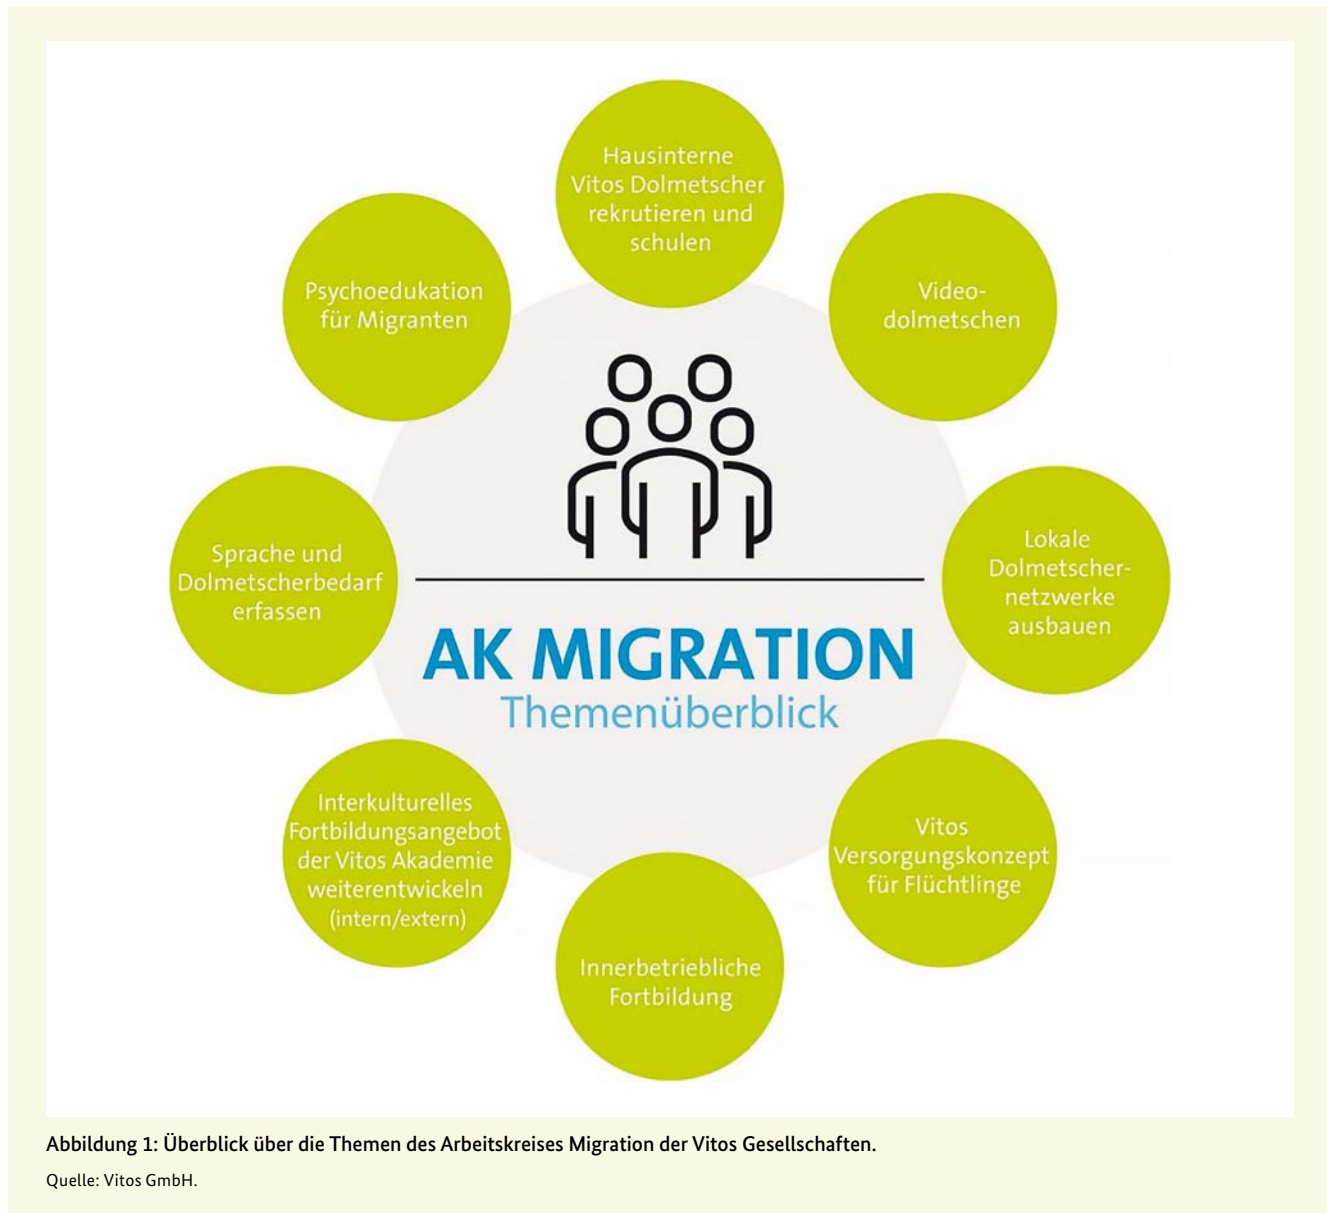 Hausinterne
Vitos Dolmetscher
rekrutieren und
schulen
Video-
dolmetschen
Lokale
Dolmetscher-
netzwerke
ausbauen
Vitos
Versorgungskonzept
für Flüchtlinge
Innerbetriebliche
Fortbildung
Interkulturelles
Fortbildungsangebot
der Vitos Akademie
weiterentwickeln
(intern/extern)
Sprache und
Dolmetscherbedarf
erfassen
Psychoedukation
für Migranten
AK MIGRATION
Themenüberblick
Abbildung 1: Überblick über die Themen des Arbeitskreises Migration der Vitos Gesellschaften.
Quelle: Vitos GmbH.